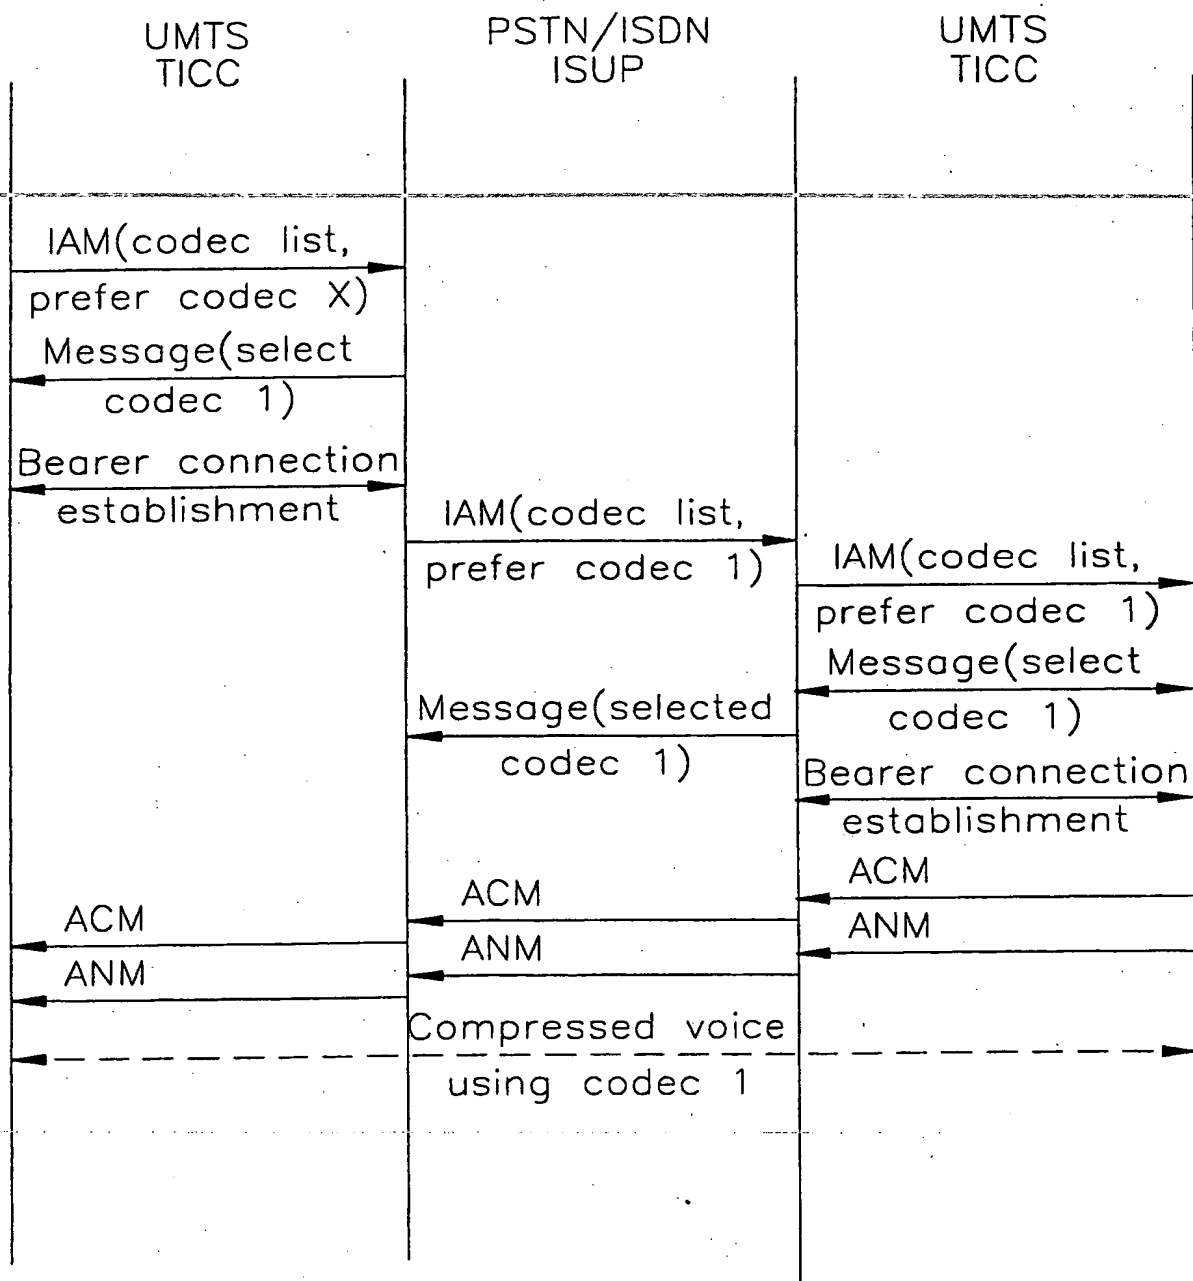 UMTS
TICC
PSTN/ISDN
ISUP
UMTS
TICC
IAM(codec list,
prefer codec X)
Message(select
codec 1)
Bearer connection
establishment
IAM(codec list,
prefer codec 1)
IAM(codec list,
prefer codec 1)
Message(select
codec 1)
Message(selected
codec 1)
Bearer connection
establishment
ACM
ACM
ACM
ANM
ANM
ANM
Compressed voice
using codec 1